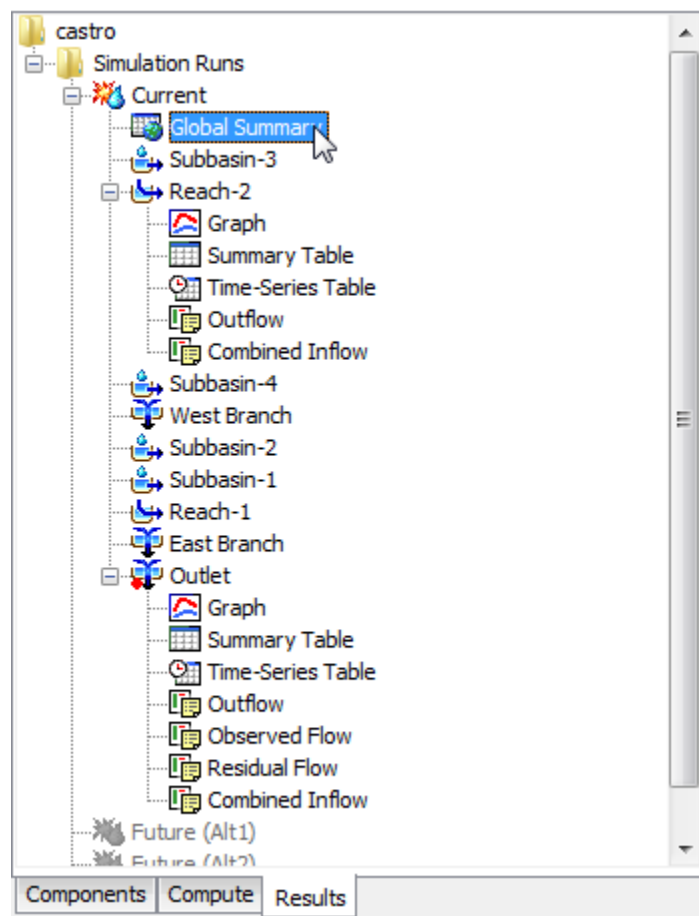 castro
Simulation Runs
Current
Global Summary
Subbasin-3
Reach-2
Graph
Summary Table
Time-Series Table
Outflow
Combined Inflow
Subbasin-4
West Branch
Subbasin-2
Subbasin-1
Reach-1
East Branch
Outlet
Graph
Summary Table
Time-Series Table
Outflow
Observed Flow
Residual Flow
Combined Inflow
Future (Alt1)
Future (Alt2)
Components Compute Results